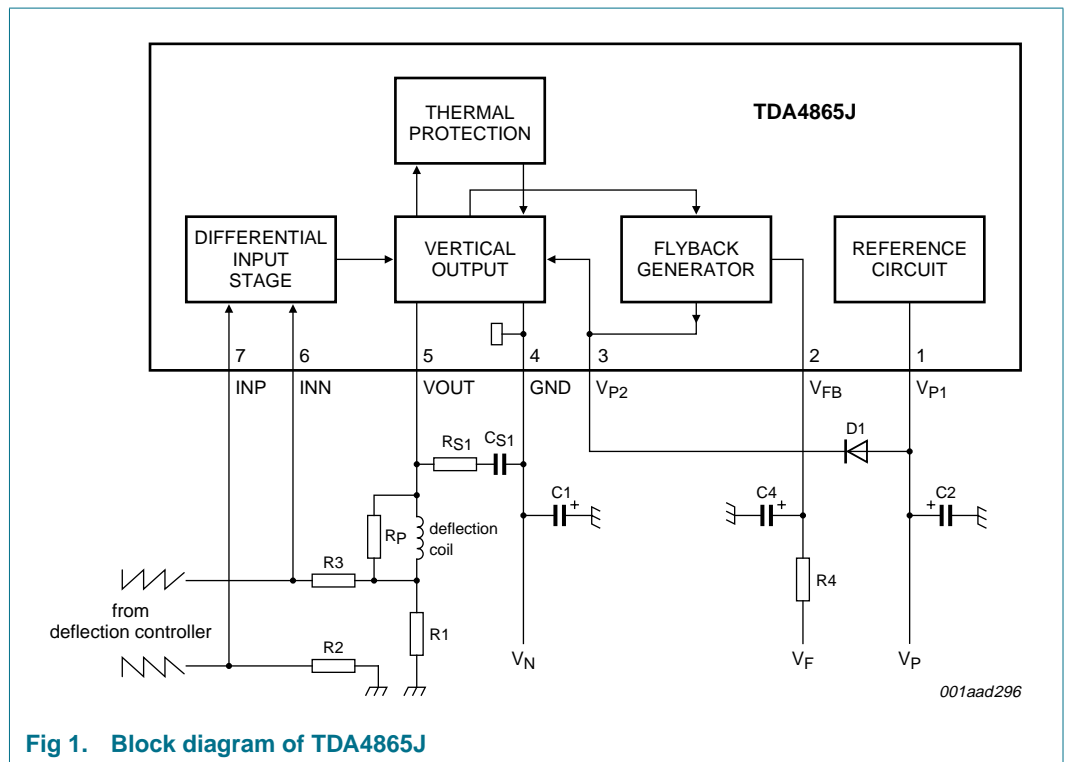 TDA4865J
THERMAL
PROTECTION
DIFFERENTIAL
INPUT
STAGE
VERTICAL
OUTPUT
FLYBACK
GENERATOR
REFERENCE
CIRCUIT
7 6 5 4 3 2 1
INP INN VOUT GND VP2 VFB VP1
D1
RS1 CS1
C1 +
C4 +
+ C2
RP
deflection
coil
R3
R4
from
deflection controller
R1
R2
VN VF VP
001aad296
Fig 1. Block diagram of TDA4865J